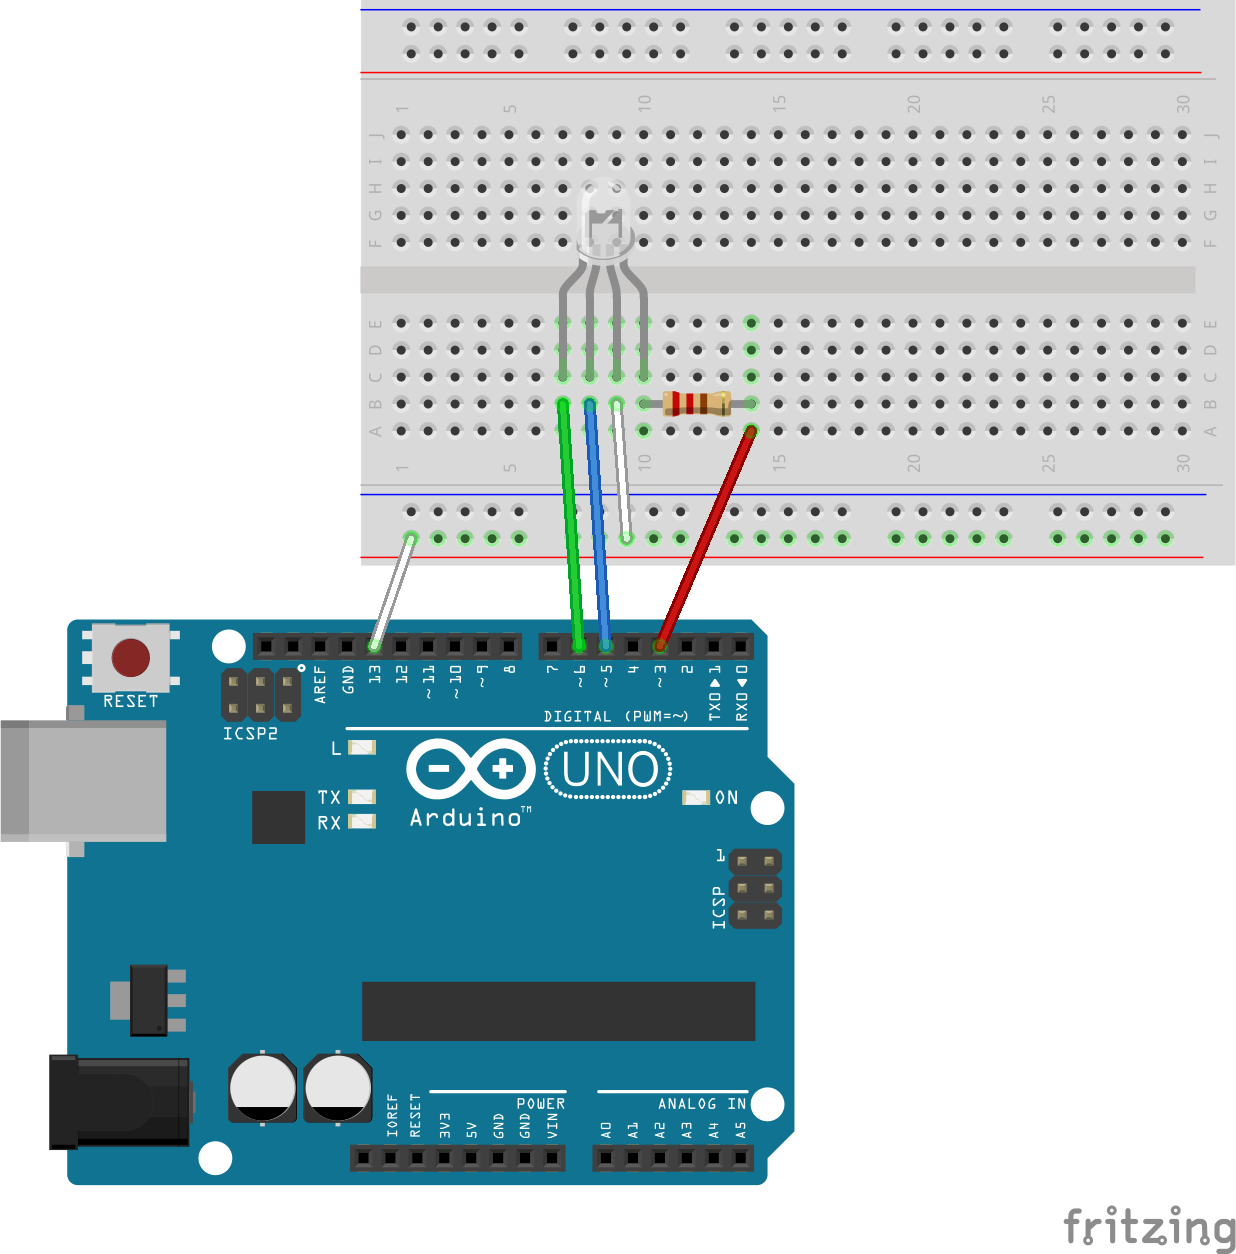 1 5 10 15 20 25 30
J J
I I
H H
G G
F F
E E
D D
C C
B B
A A
1 5 10 15 20 25 30
RESET
ICSP2
AREF GND 13 12 ~11 ~10 ~9 8 7 ~6 ~5 4 ~3 2 TX0▶1 RX0◀0
DIGITAL (PWM=~)
L
TX
RX
Arduino™
UNO
ON
1
ICSP
IOREF RESET 3V3 5V GND GND VIN A0 A1 A2 A3 A4 A5
POWER
ANALOG IN
fritzing